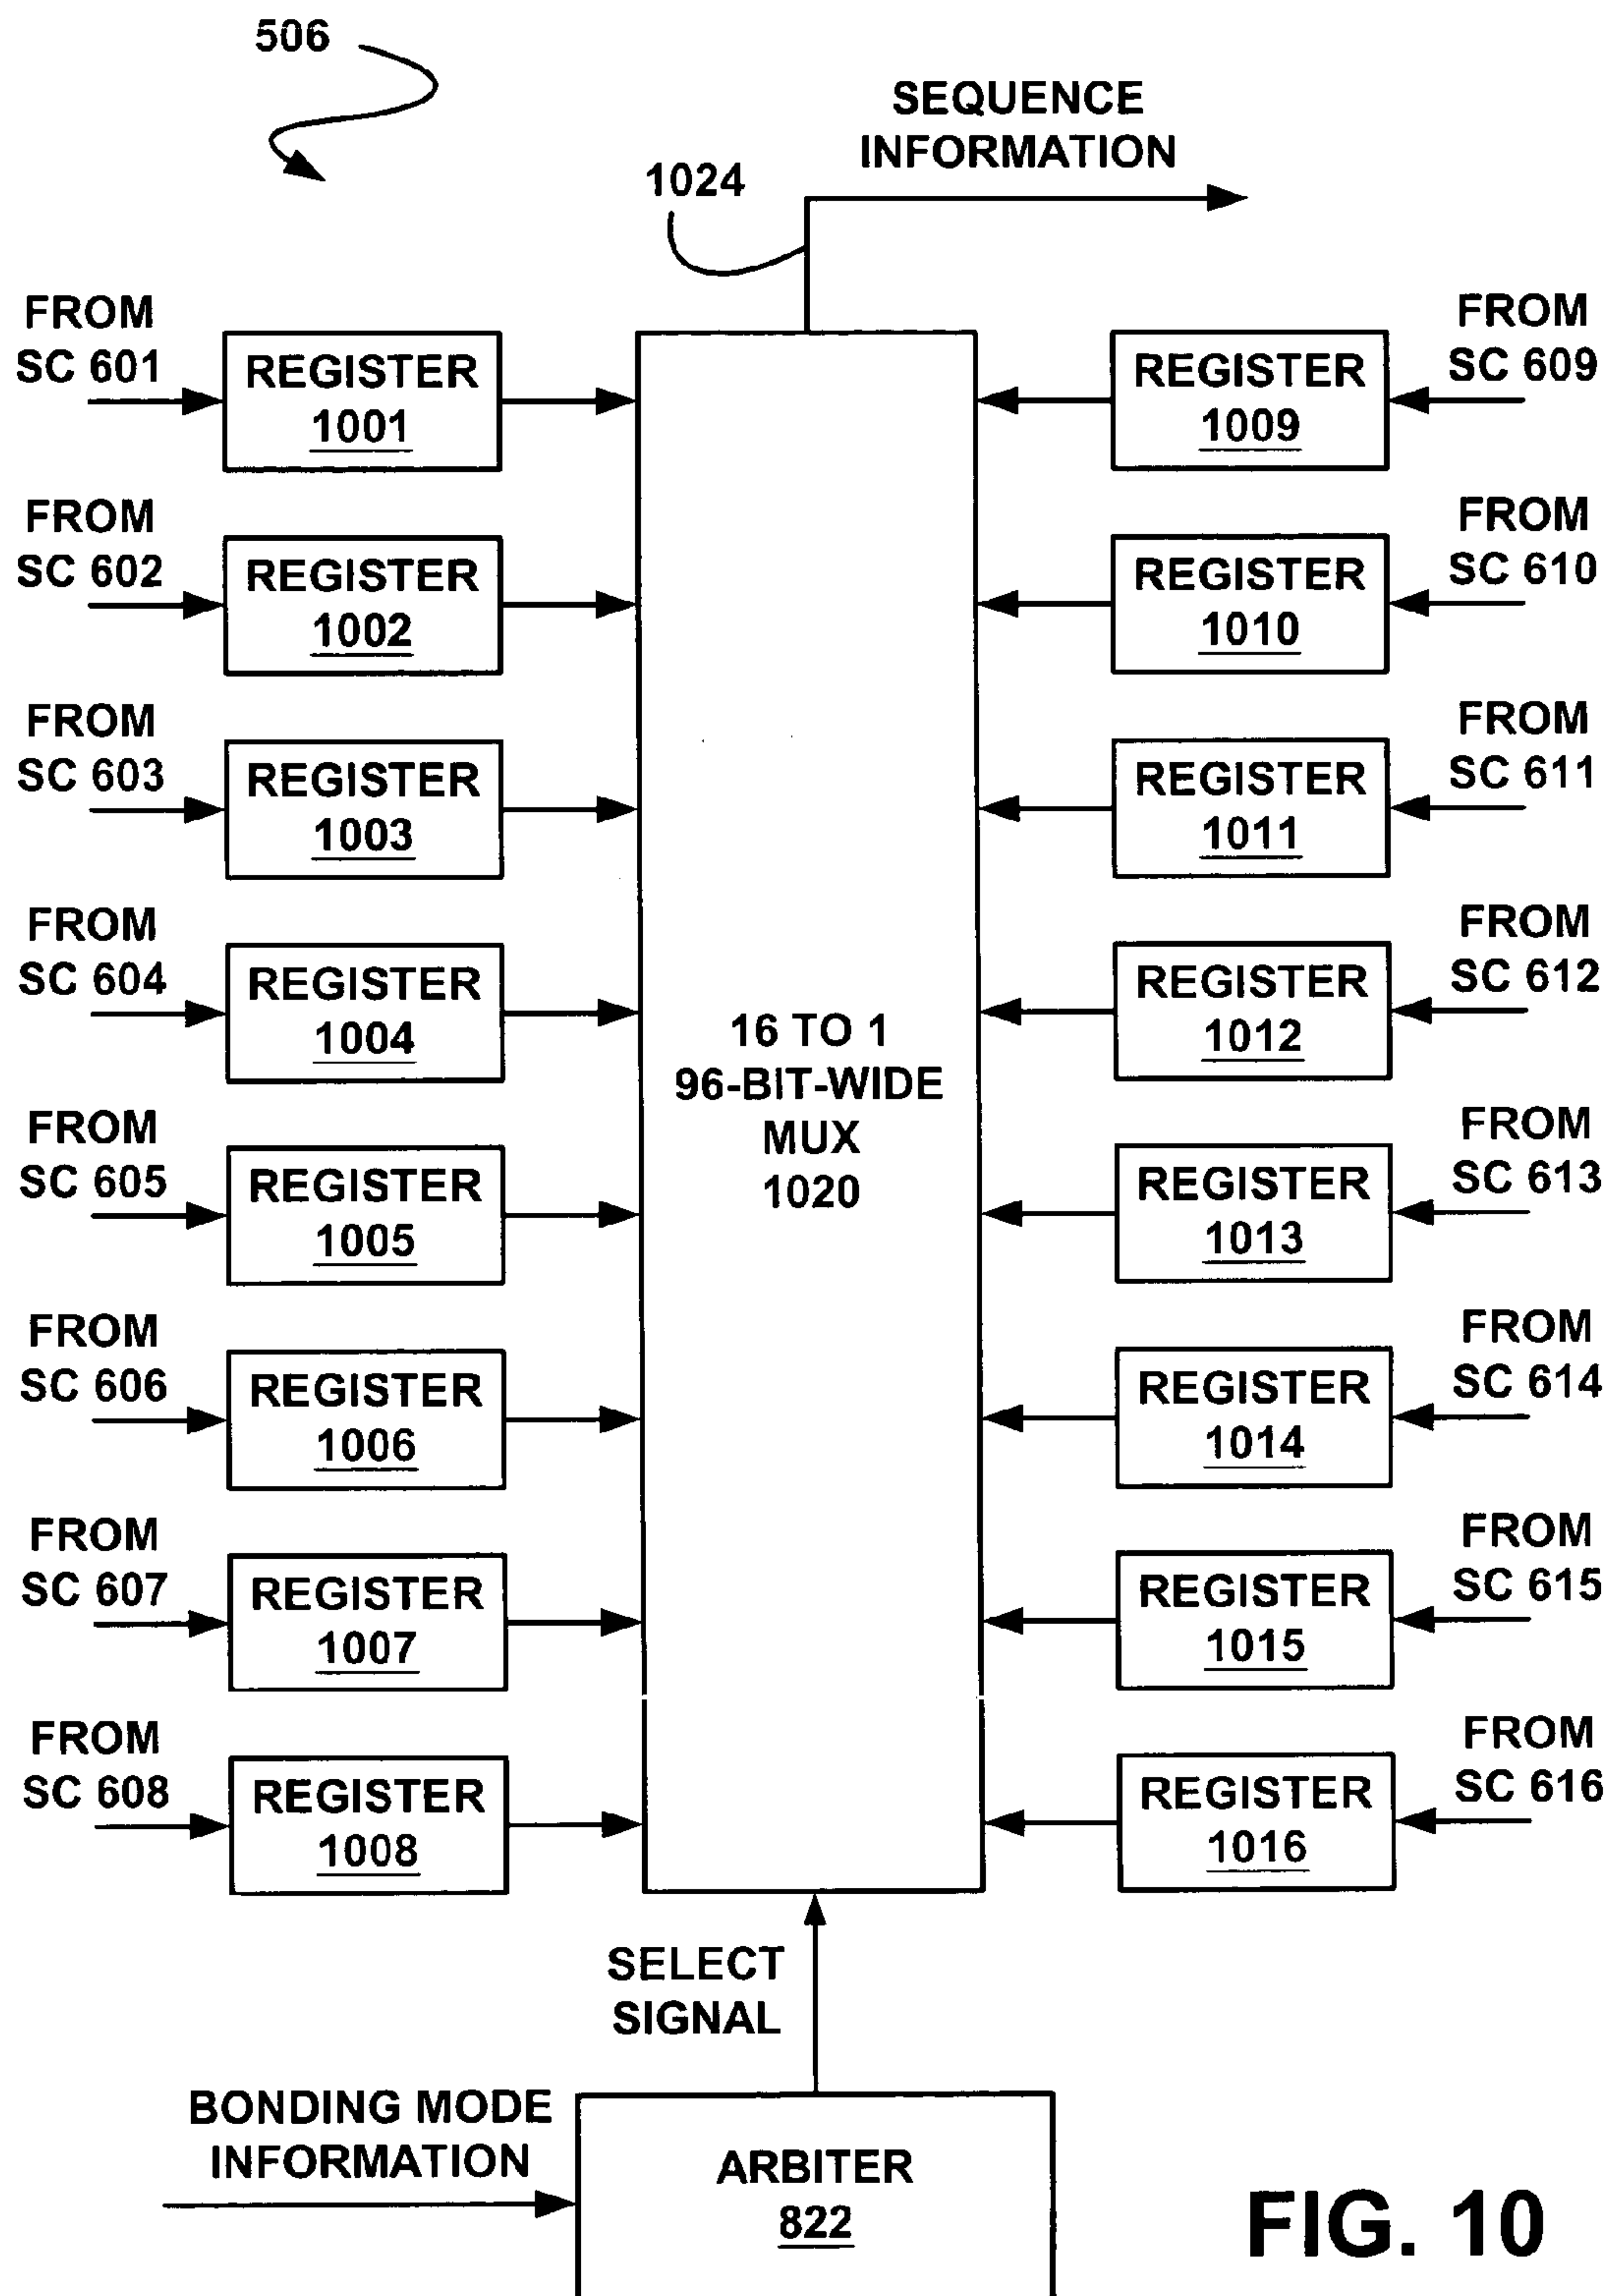 506
SEQUENCE
INFORMATION
1024
FROM
SC 601
REGISTER
1001
FROM
SC 602
REGISTER
1002
FROM
SC 603
REGISTER
1003
FROM
SC 604
REGISTER
1004
FROM
SC 605
REGISTER
1005
FROM
SC 606
REGISTER
1006
FROM
SC 607
REGISTER
1007
FROM
SC 608
REGISTER
1008
16 TO 1
96-BIT-WIDE
MUX
1020
REGISTER
1009
FROM
SC 609
REGISTER
1010
FROM
SC 610
REGISTER
1011
FROM
SC 611
REGISTER
1012
FROM
SC 612
REGISTER
1013
FROM
SC 613
REGISTER
1014
FROM
SC 614
REGISTER
1015
FROM
SC 615
REGISTER
1016
FROM
SC 616
SELECT
SIGNAL
BONDING MODE
INFORMATION
ARBITER
822
FIG. 10